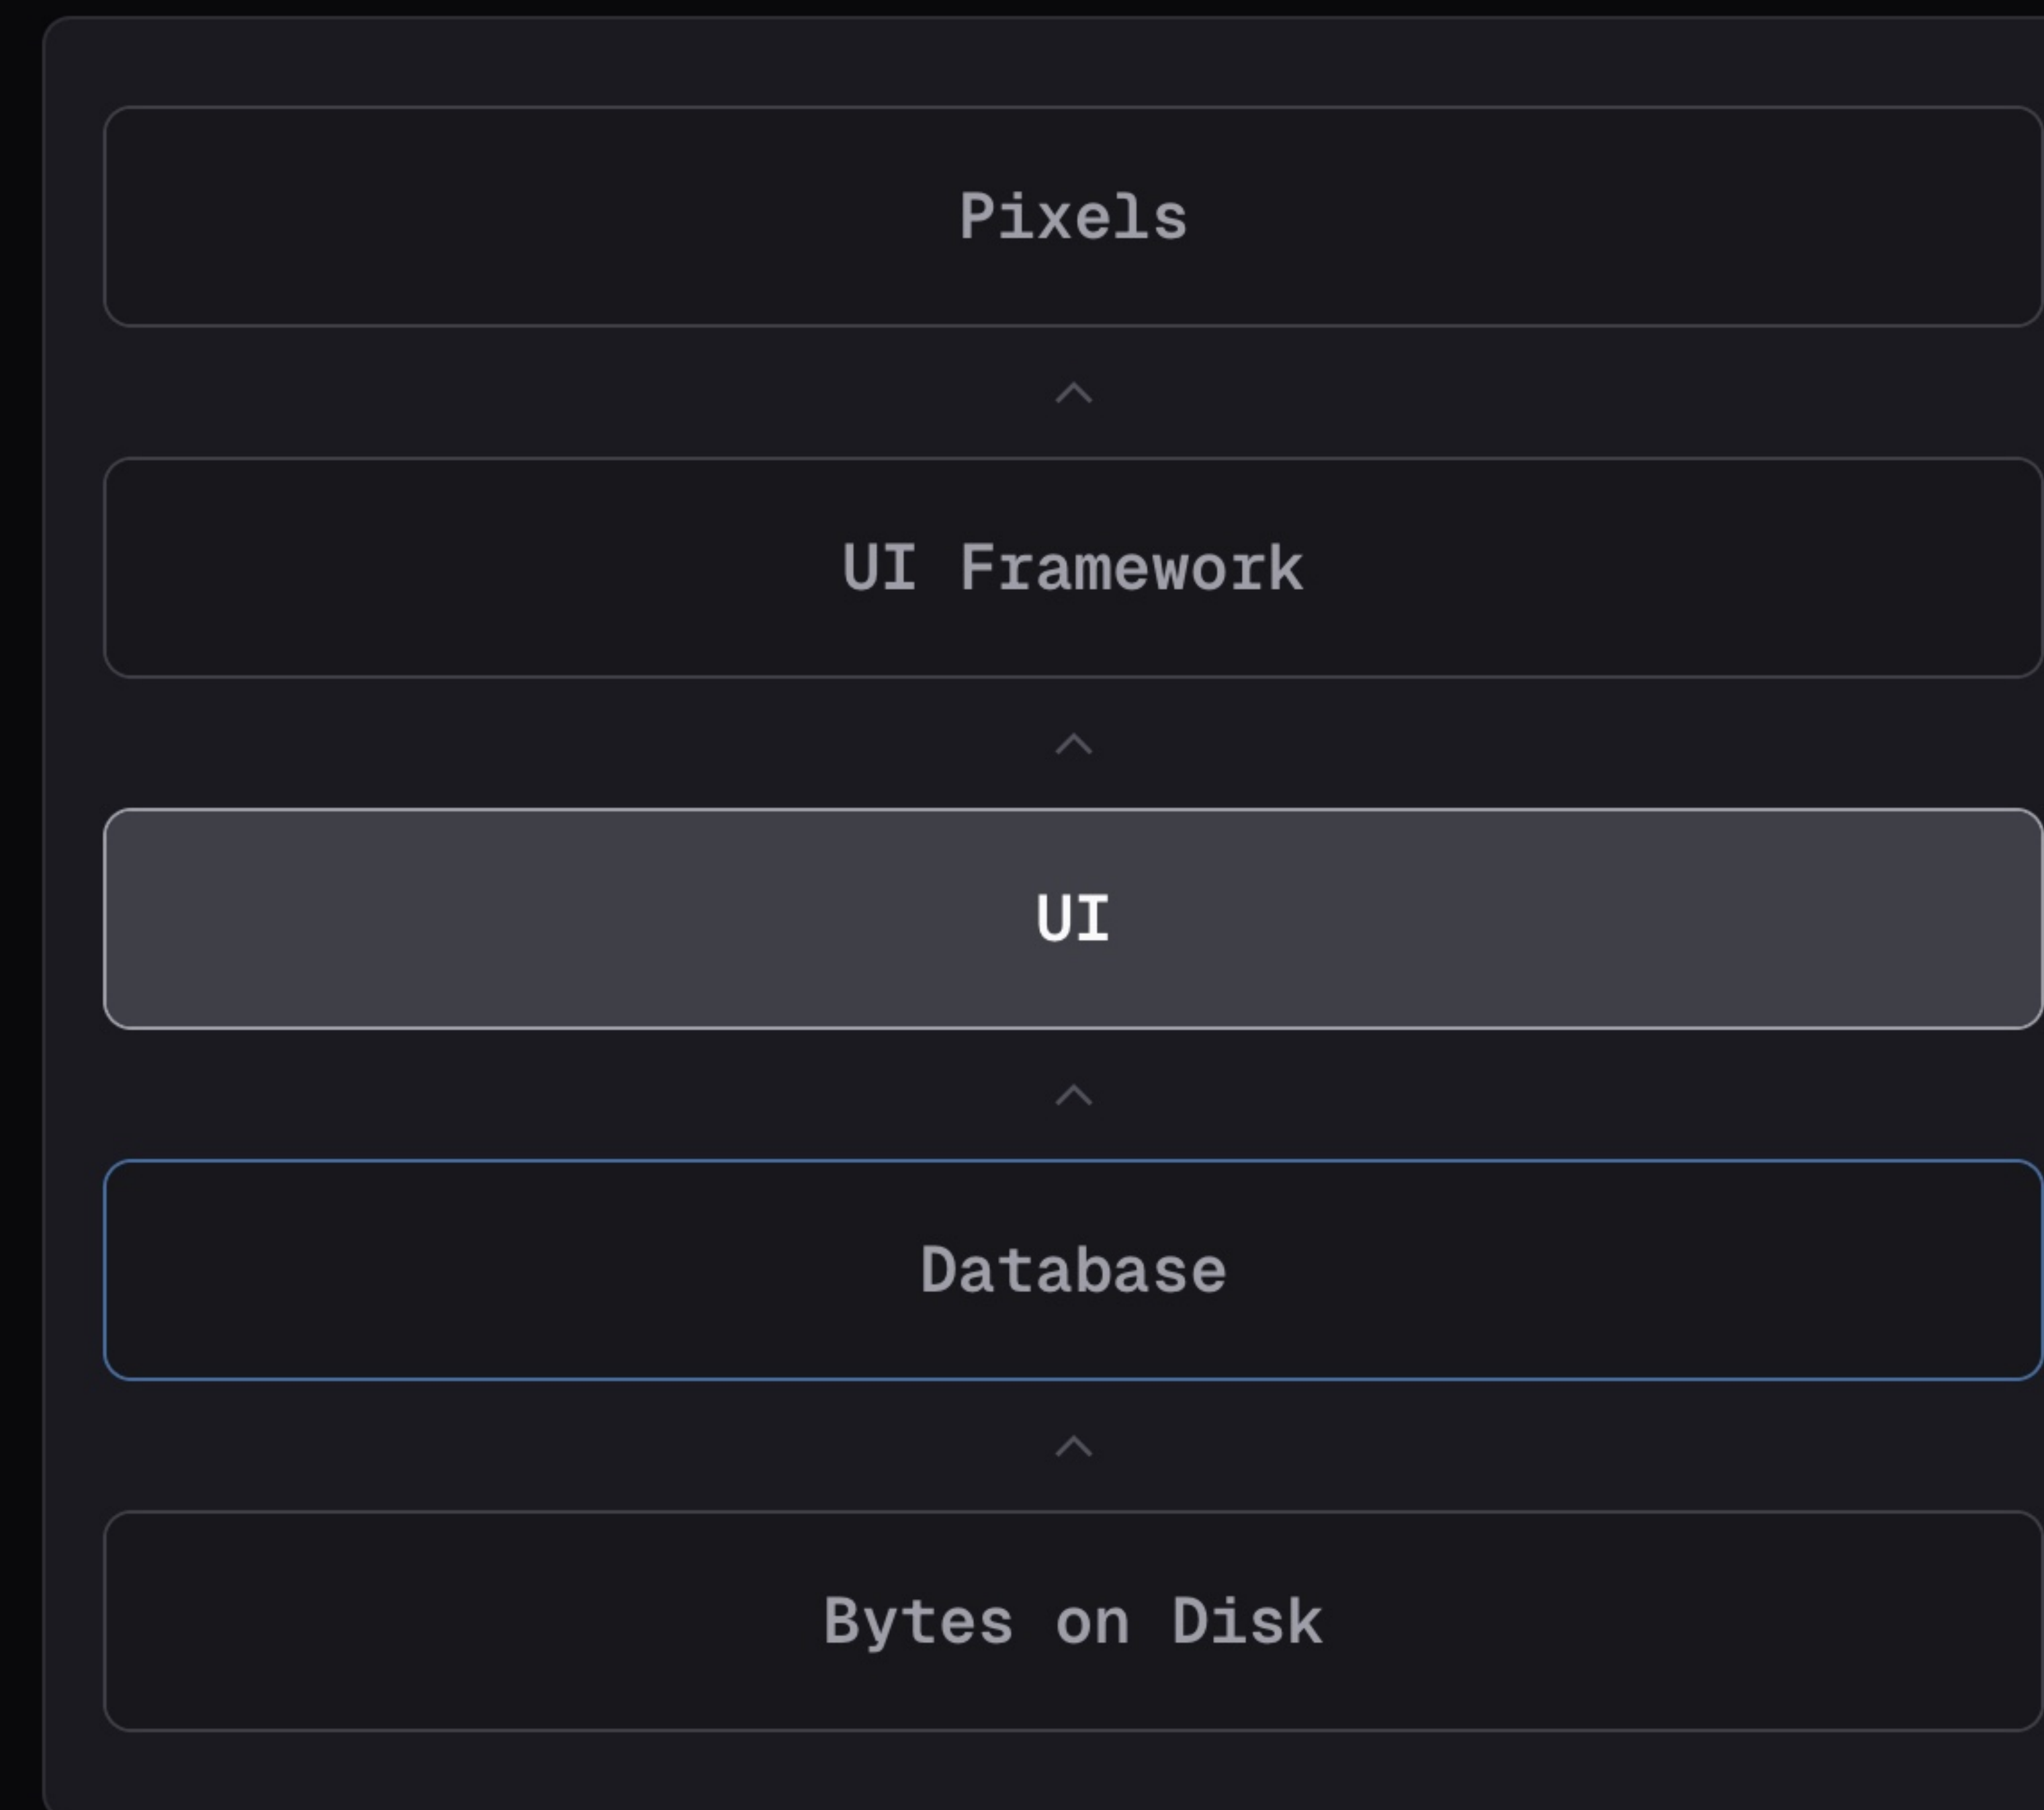 Pixels
UI Framework
UI
Database
Bytes on Disk